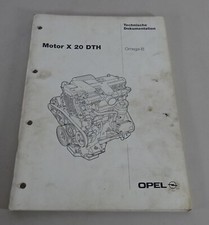 Technische
Dokumentation
Motor X 20 DTH
Omega-B
OPEL